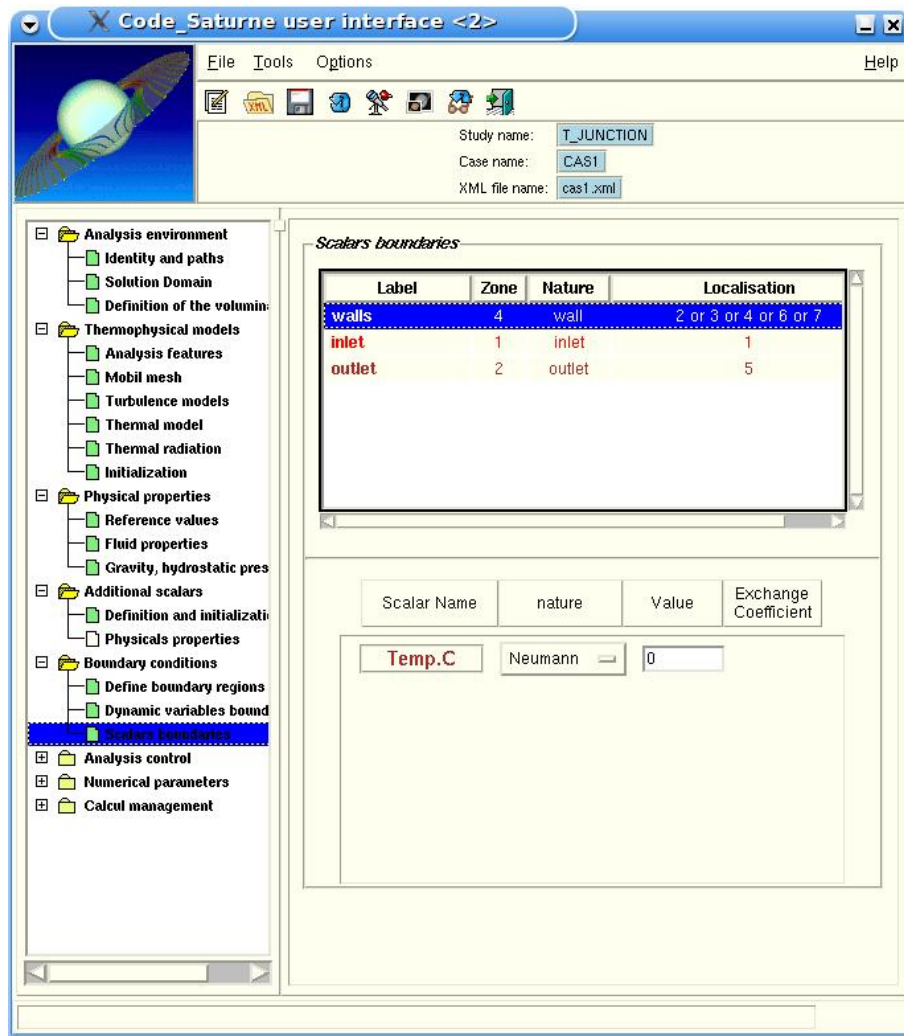 Code_Saturne user interface <2>
File Tools Options Help
Study name: T_JUNCTION
Case name: CAS1
XML file name: cas1.xml
Analysis environment
Identity and paths
Solution Domain
Definition of the volumina
Thermophysical models
Analysis features
Mobil mesh
Turbulence models
Thermal model
Thermal radiation
Initialization
Physical properties
Reference values
Fluid properties
Gravity, hydrostatic pres
Additional scalars
Definition and initializati
Physicals properties
Boundary conditions
Define boundary regions
Dynamic variables bound
Scalars boundaries
Analysis control
Numerical parameters
Calcul management
Scalars boundaries
Label Zone Nature Localisation
walls 4 wall 2 or 3 or 4 or 6 or 7
inlet 1 inlet 1
outlet 2 outlet 5
Scalar Name nature Value Exchange
Coefficient
Temp.C Neumann 0